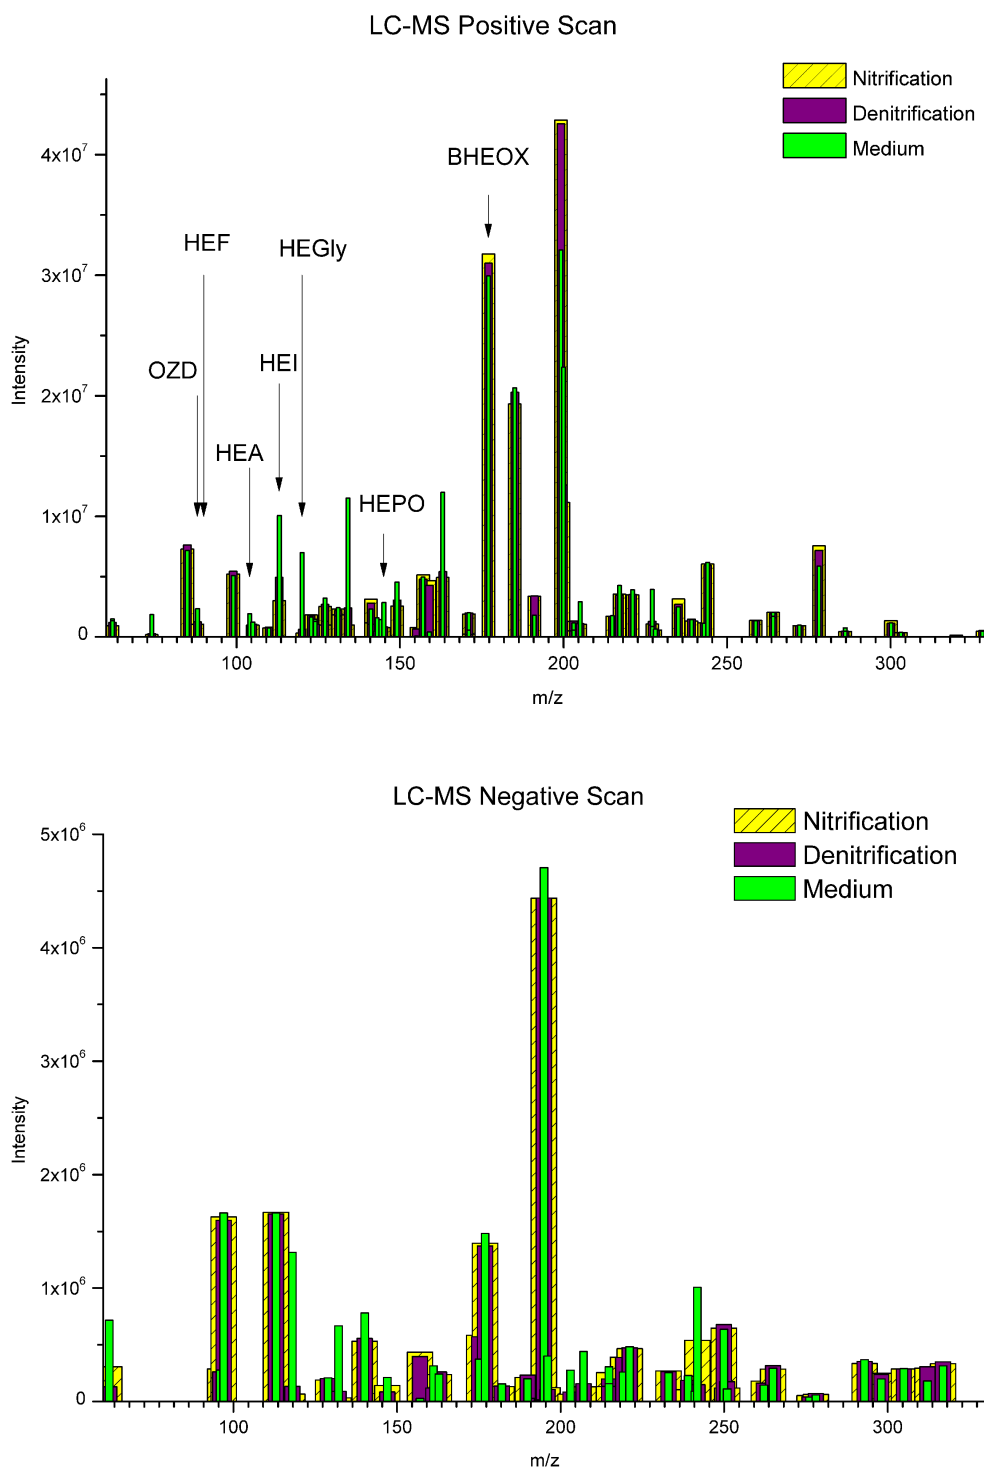 LC-MS Positive Scan
Nitrification
Denitrification
Medium
BHEOX
HEF
HEGly
OZD
HEI
HEA
HEPO
Intensity
4x10⁷
3x10⁷
2x10⁷
1x10⁷
0
100 150 200 250 300
m/z
LC-MS Negative Scan
Nitrification
Denitrification
Medium
Intensity
5x10⁶
4x10⁶
3x10⁶
2x10⁶
1x10⁶
0
100 150 200 250 300
m/z